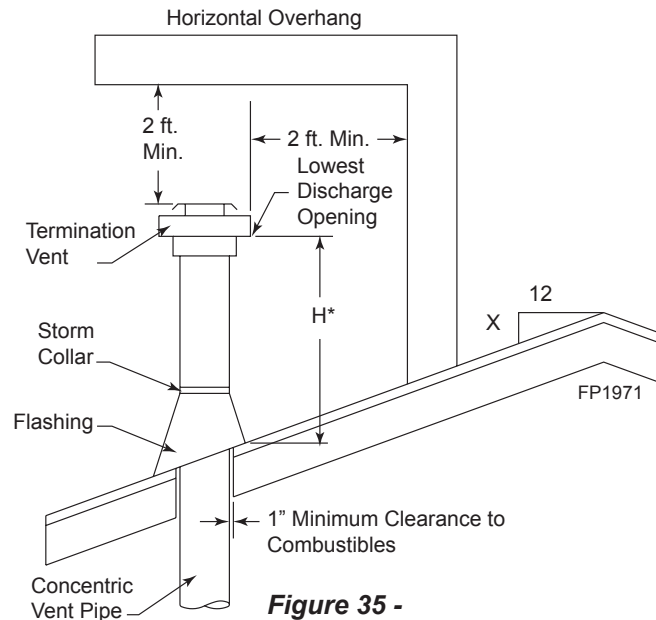 Horizontal Overhang
2 ft.
Min.
2 ft. Min.
Lowest
Discharge
Opening
Termination
Vent
12
X
H*
Storm
Collar
FP1971
Flashing
1” Minimum Clearance to
Combustibles
Concentric
Vent Pipe
Figure 35 -